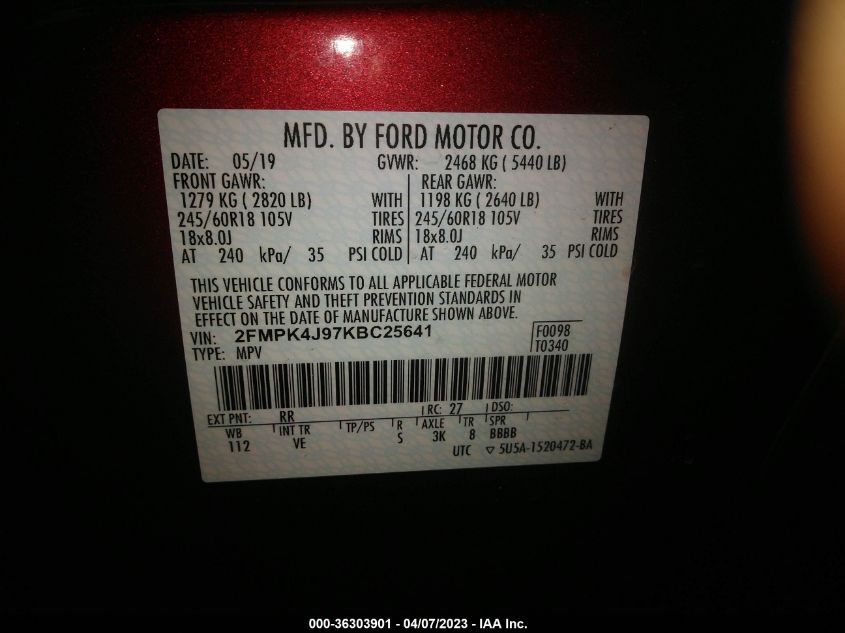 MFD. BY FORD MOTOR CO.
DATE: 05/19 GVWR: 2468 KG ( 5440 LB)
FRONT GAWR: REAR GAWR:
1279 KG ( 2820 LB) WITH 1198 KG ( 2640 LB) WITH
245/60R18 105V TIRES 245/60R18 105V TIRES
18x8.0J RIMS 18x8.0J RIMS
AT 240 kPa/ 35 PSI COLD AT 240 kPa/ 35 PSI COLD
THIS VEHICLE CONFORMS TO ALL APPLICABLE FEDERAL MOTOR
VEHICLE SAFETY AND THEFT PREVENTION STANDARDS IN
EFFECT ON THE DATE OF MANUFACTURE SHOWN ABOVE.
VIN: 2FMPK4J97KBC25641 F0098
TYPE: MPV T0340
EXT PNT: RR RC: 27 DSO:
WB INT TR TP/PS R AXLE TR SPR
112 VE S 3K 8 BBBB
UTC ▽ 5U5A-1520472-BA
000-36303901 - 04/07/2023 - IAA Inc.